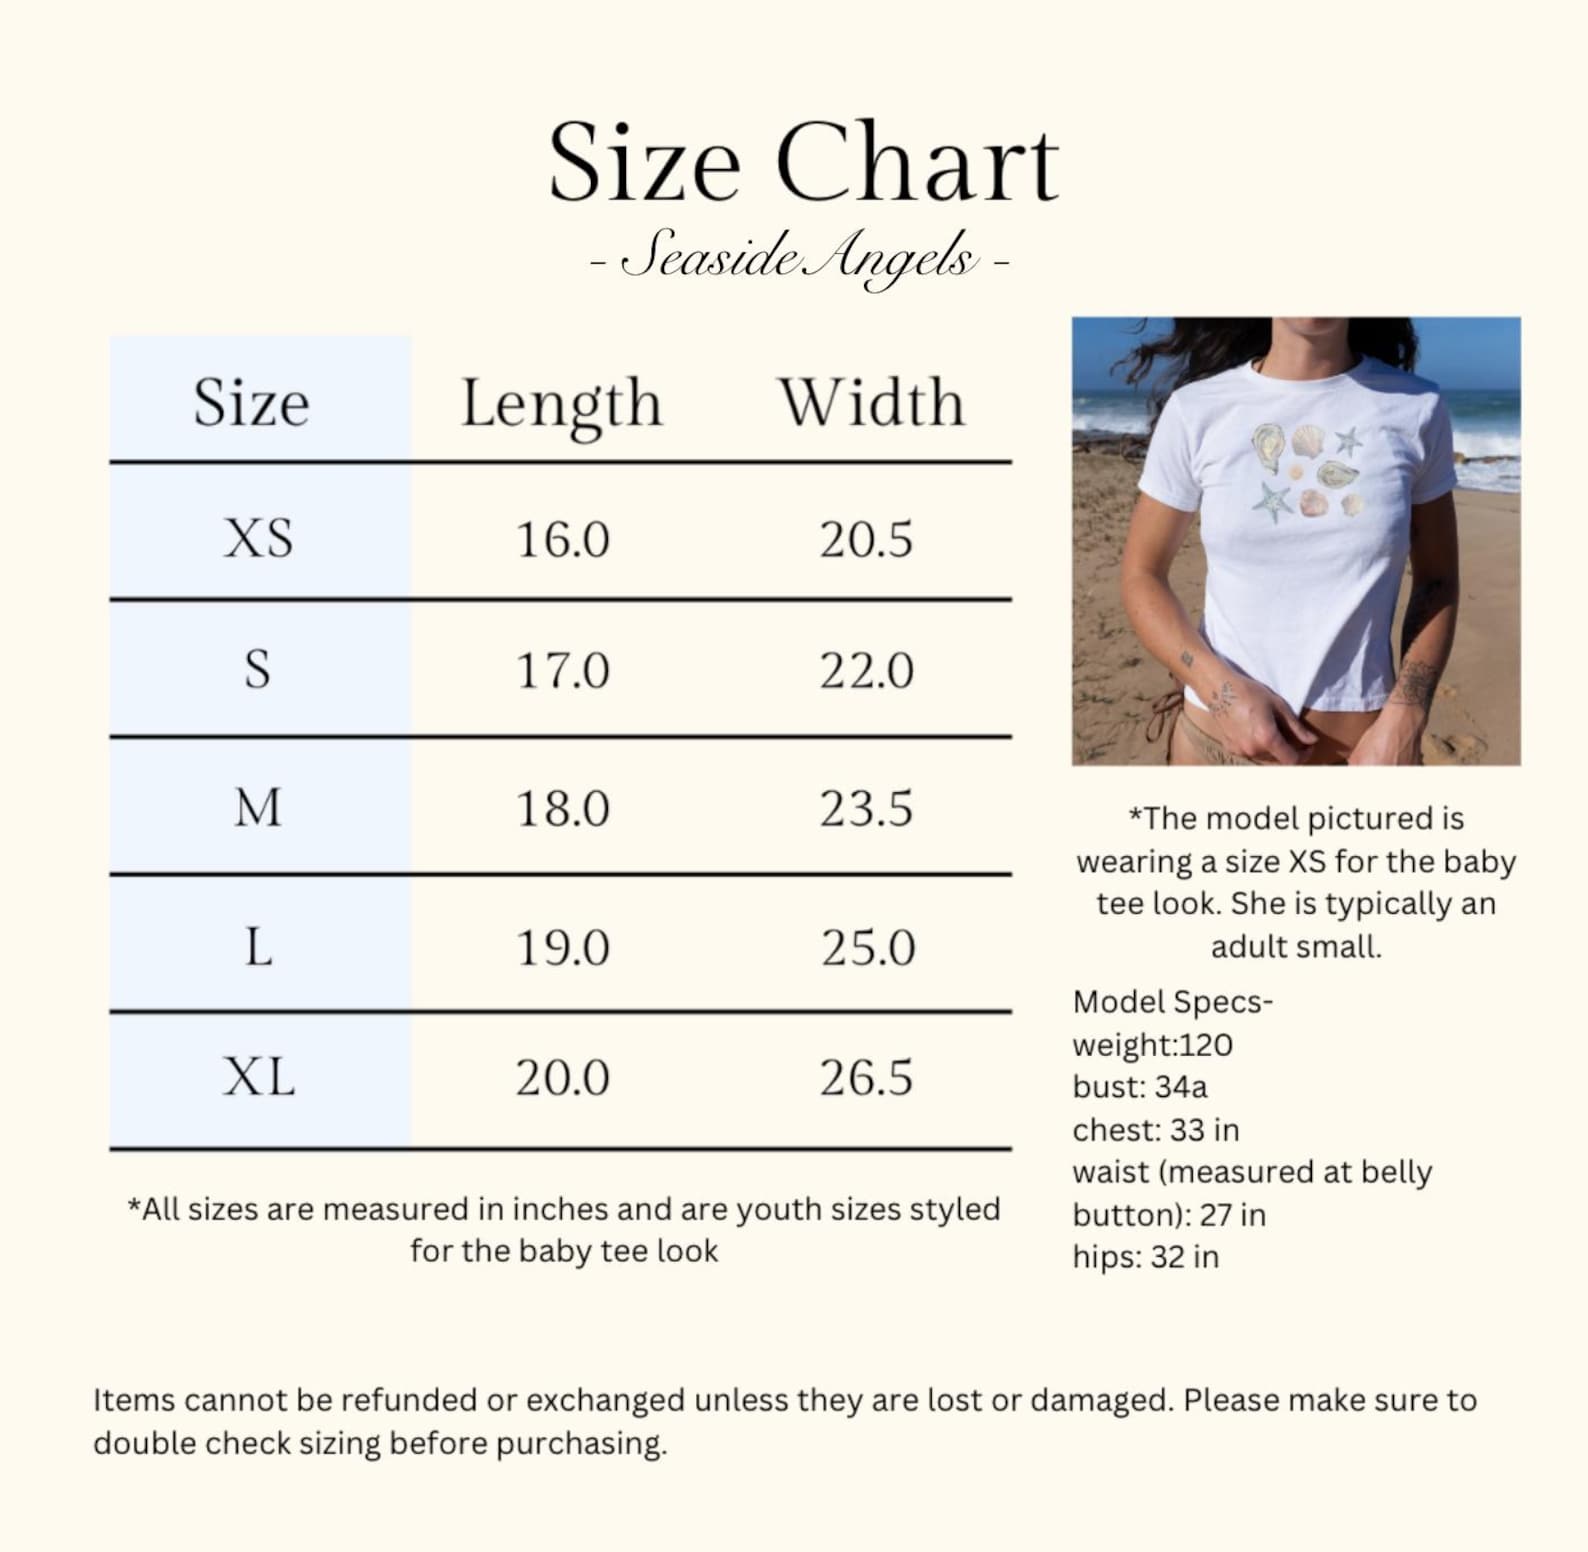 Size Chart
- Seaside Angels -
Size Length Width
XS 16.0 20.5
S 17.0 22.0
M 18.0 23.5
L 19.0 25.0
XL 20.0 26.5
*All sizes are measured in inches and are youth sizes styled
for the baby tee look
*The model pictured is
wearing a size XS for the baby
tee look. She is typically an
adult small.
Model Specs-
weight:120
bust: 34a
chest: 33 in
waist (measured at belly
button): 27 in
hips: 32 in
Items cannot be refunded or exchanged unless they are lost or damaged. Please make sure to
double check sizing before purchasing.